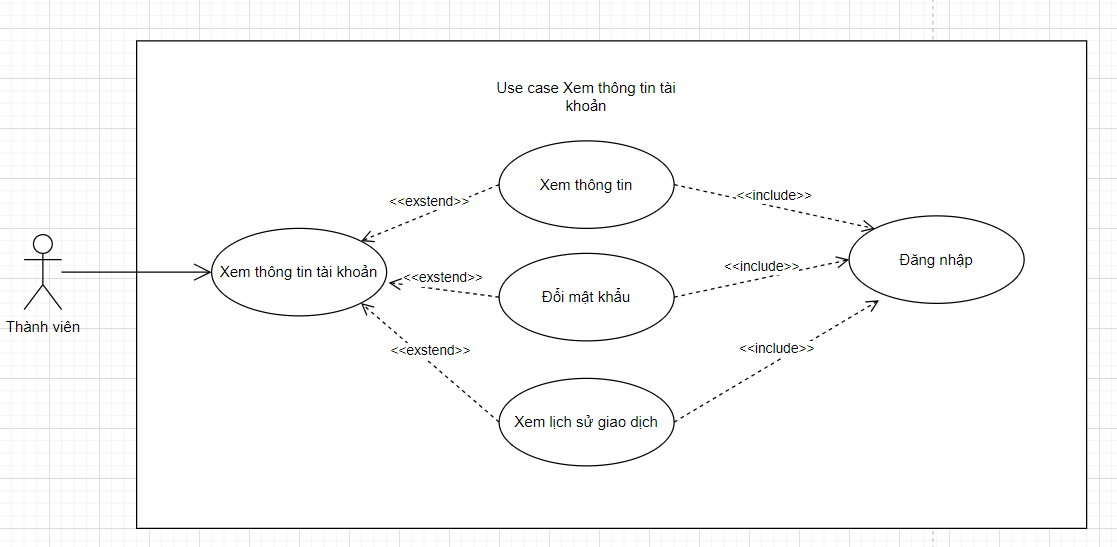 Use case Xem thông tin tài
khoản
Xem thông tin
<<exstend>>
<<include>>
Xem thông tin tài khoản
Đăng nhập
<<exstend>>
<<include>>
Đổi mật khẩu
Thành viên
<<exstend>>
<<include>>
Xem lịch sử giao dịch